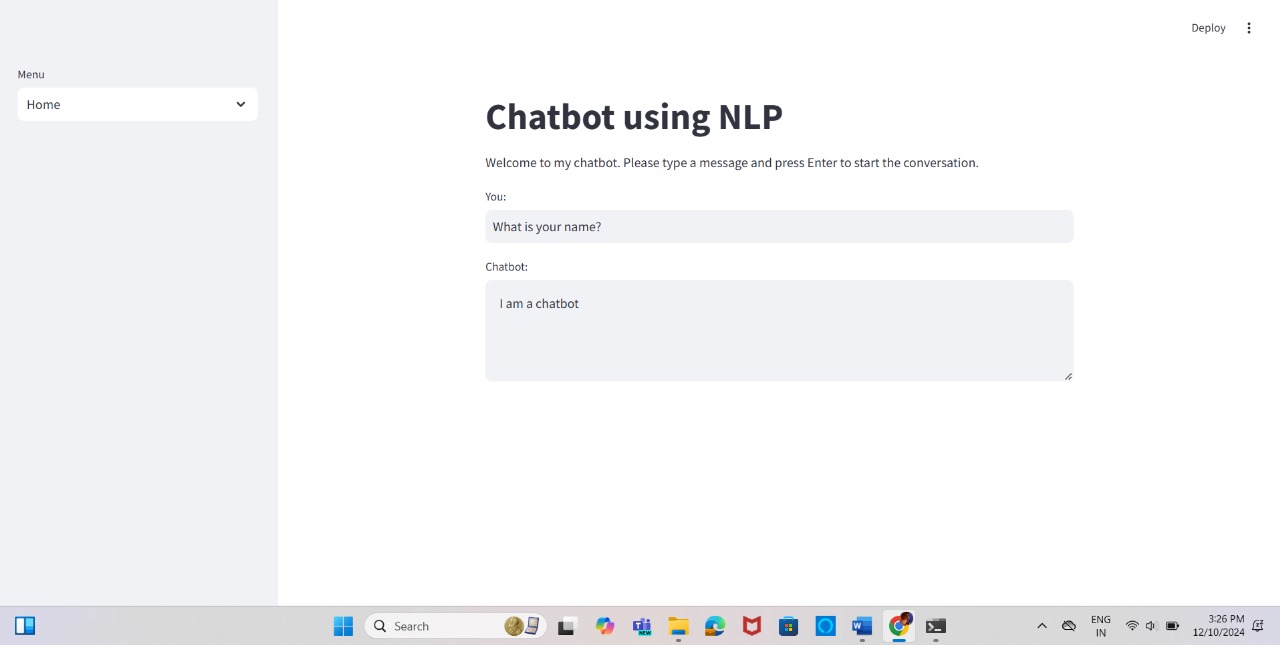 Deploy
Menu
Home
Chatbot using NLP
Welcome to my chatbot. Please type a message and press Enter to start the conversation.
You:
What is your name?
Chatbot:
I am a chatbot
Search
NEW
ENG
IN
3:26 PM
12/10/2024